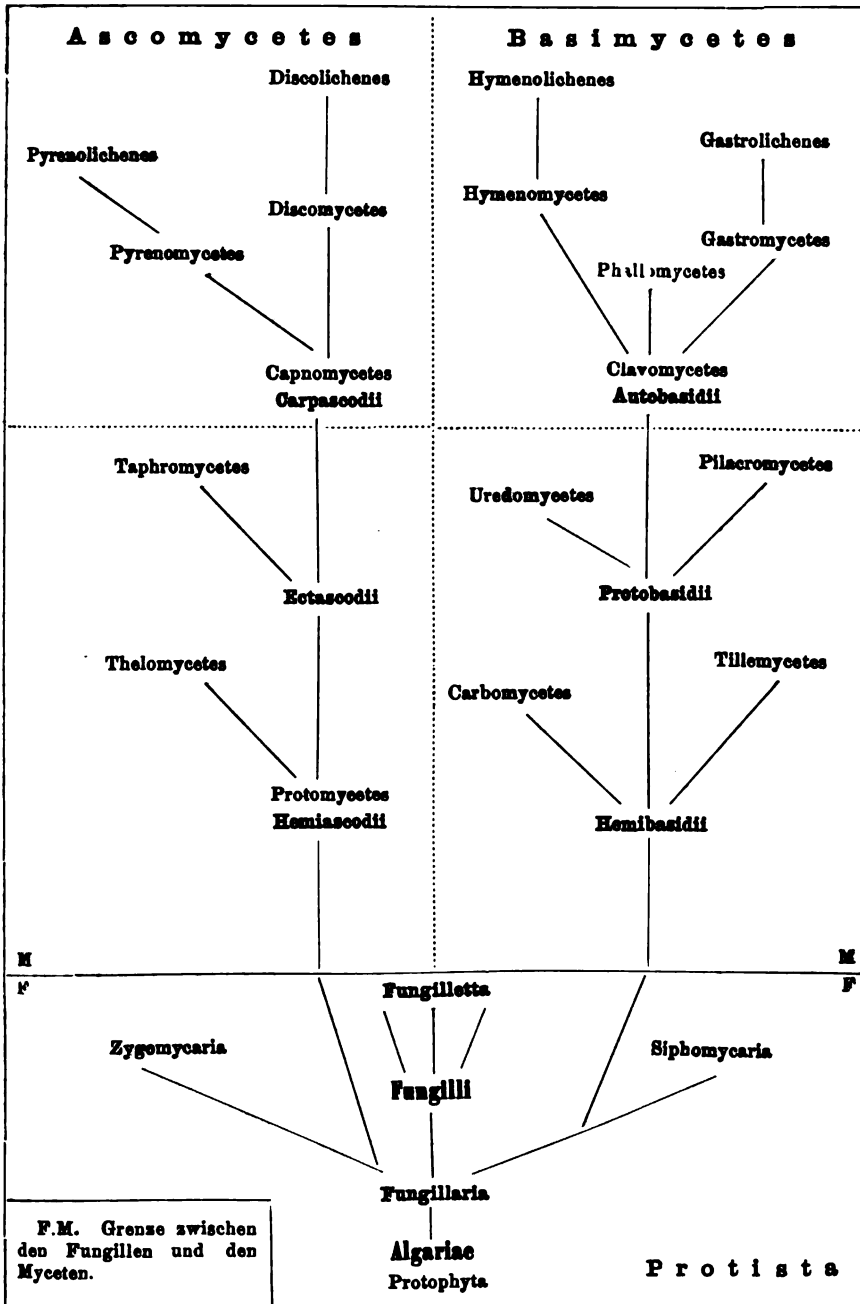 Ascomycetes
Basimycetes
Discolichenes
Hymenolichenes
Gastrolichenes
Pyrenolichenes
Hymenomycetes
Discomycetes
Gastromycetes
Pyrenomycetes
Phallomycetes
Capnomycetes
Carpascodii
Clavomycetes
Autobasidii
Taphromycetes
Pilacromycetes
Uredomycetes
Ectascodii
Protobasidii
Thelomycetes
Tillemycetes
Carbomycetes
Protomycetes
Hemiascodii
Hemibasidii
M
M
F
F
Fungilletta
Zygomycaria
Siphomycaria
Fungilli
Fungillaria
F.M. Grenze zwischen
den Fungillen und den
Myceten.
Algariae
Protophyta
Protista